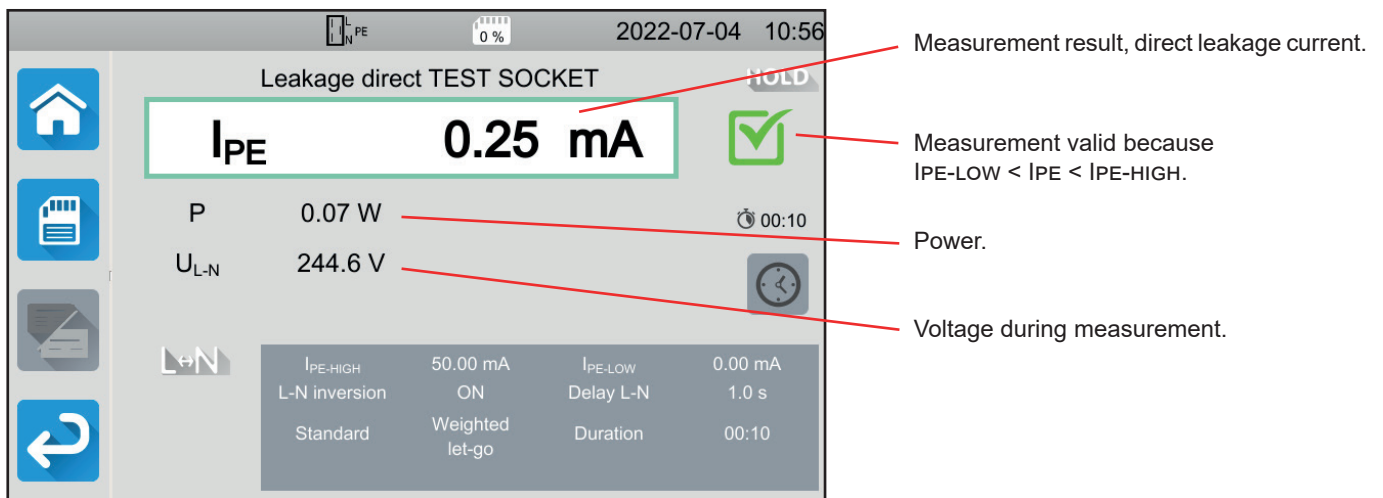 L
N PE
0 %
2022-07-04 10:56
Leakage direct TEST SOCKET
HOLD
IPE 0.25 mA
P 0.07 W
00:10
UL-N 244.6 V
L⇔N
IPE-HIGH 50.00 mA IPE-LOW 0.00 mA
L-N inversion ON Delay L-N 1.0 s
Standard Weighted let-go Duration 00:10
Measurement result, direct leakage current.
Measurement valid because
IPE-LOW < IPE < IPE-HIGH.
Power.
Voltage during measurement.